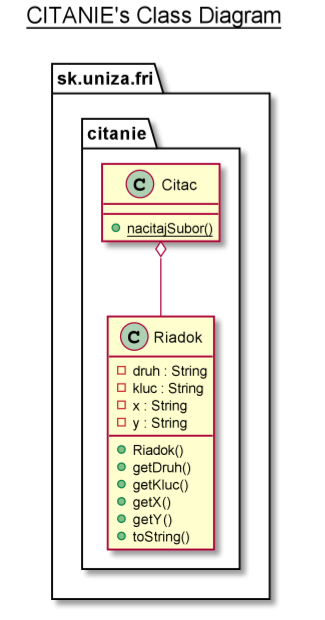 CITANIE's Class Diagram
sk.uniza.fri
citanie
C Citac
nacitajSubor()
C Riadok
druh : String
kluc : String
x : String
y : String
Riadok()
getDruh()
getKluc()
getX()
getY()
toString()